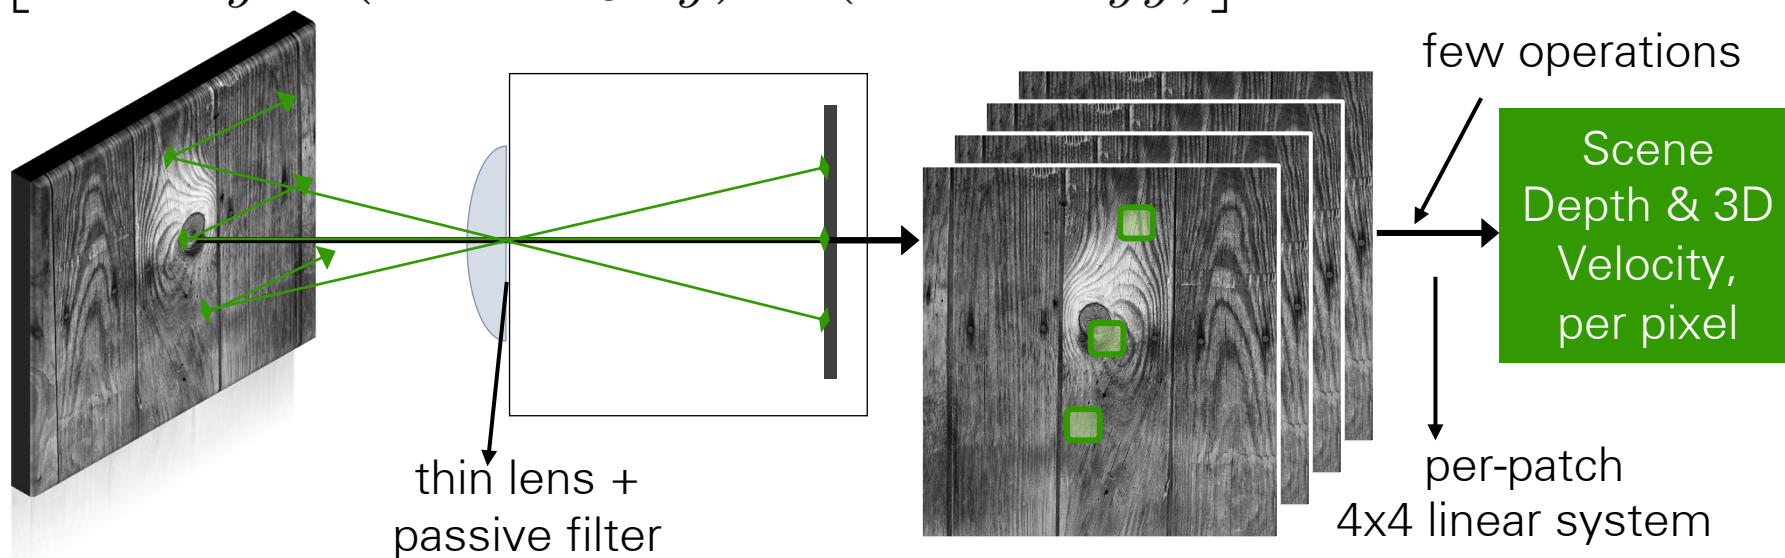 few operations
Scene
Depth & 3D
Velocity,
per pixel
thin lens +
passive filter
per-patch
4x4 linear system